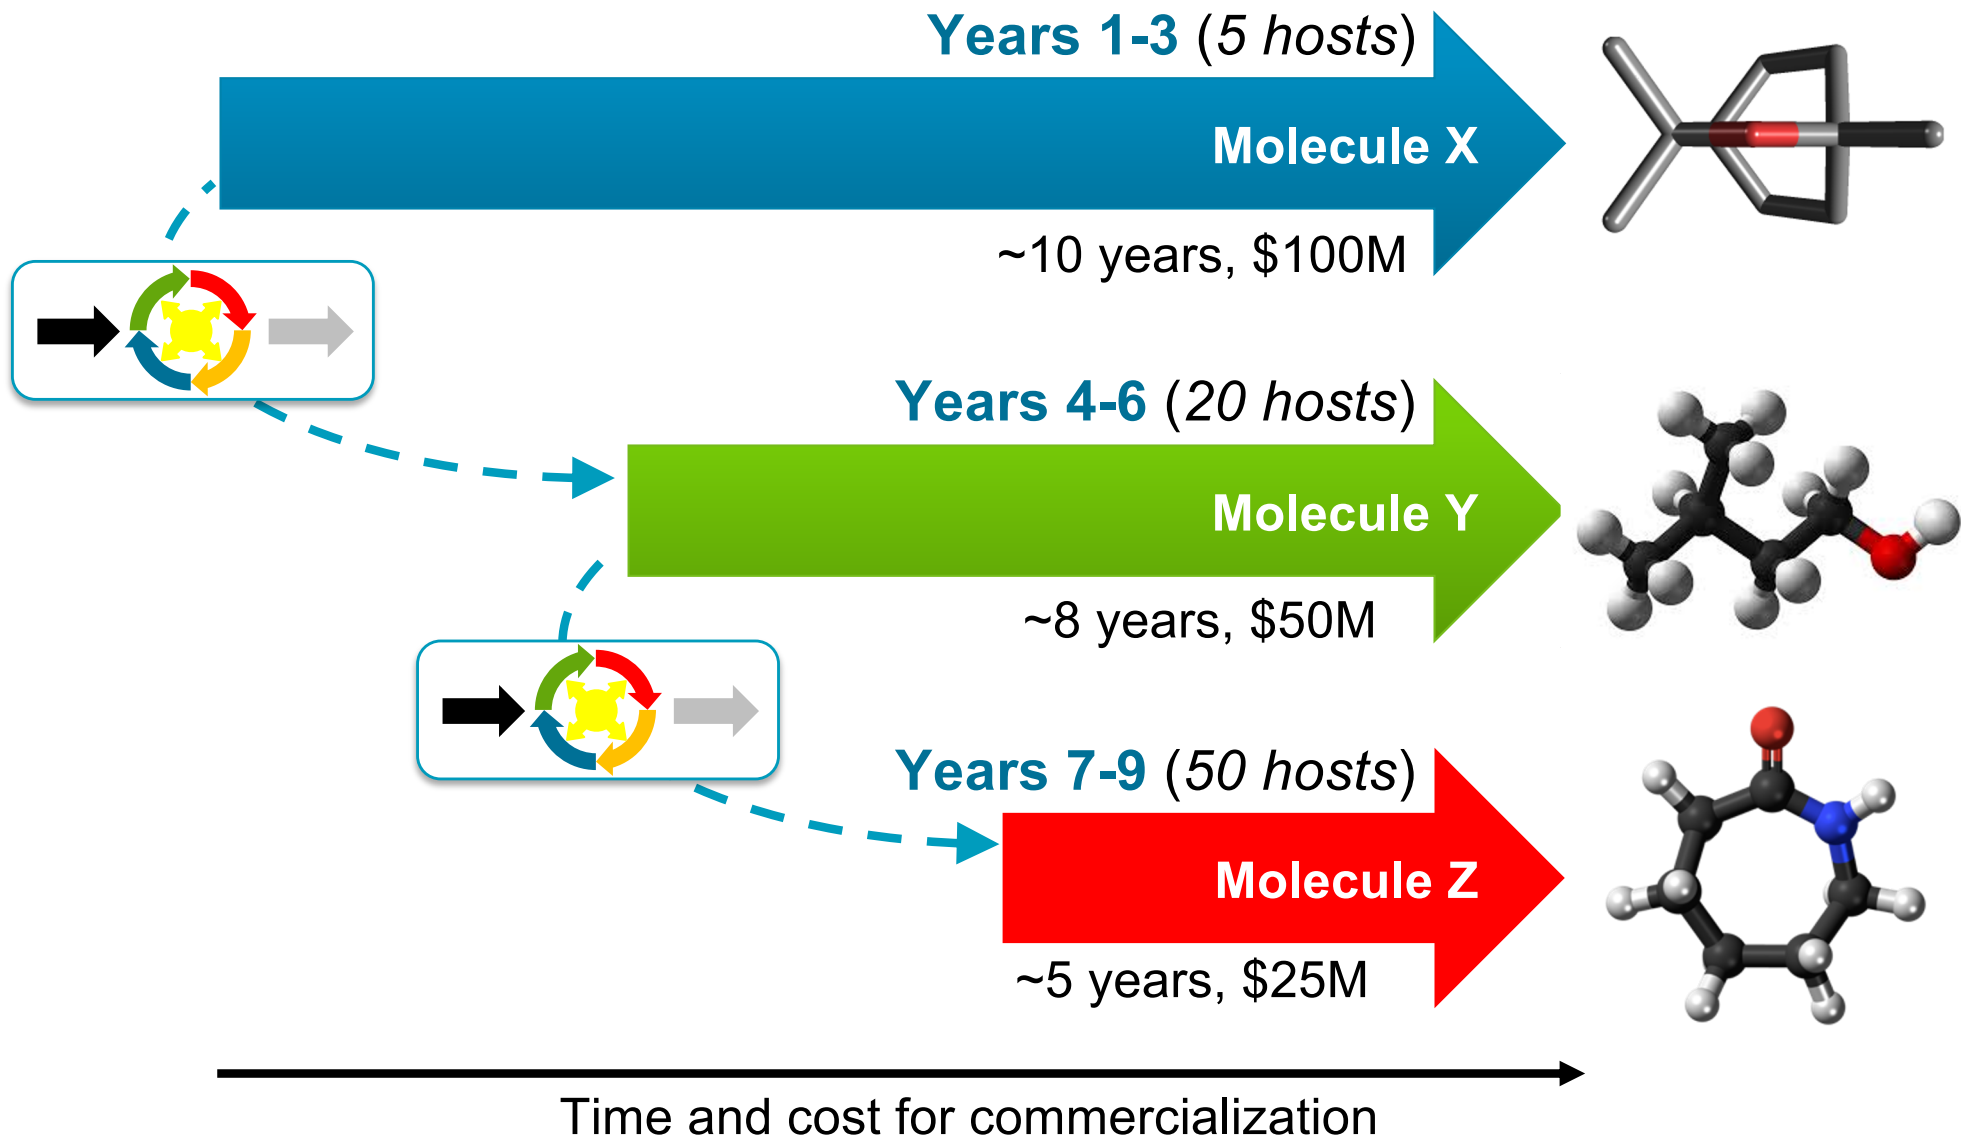 Years 1-3 (5 hosts)
Molecule X
~10 years, $100M
Years 4-6 (20 hosts)
Molecule Y
~8 years, $50M
Years 7-9 (50 hosts)
Molecule Z
~5 years, $25M
Time and cost for commercialization